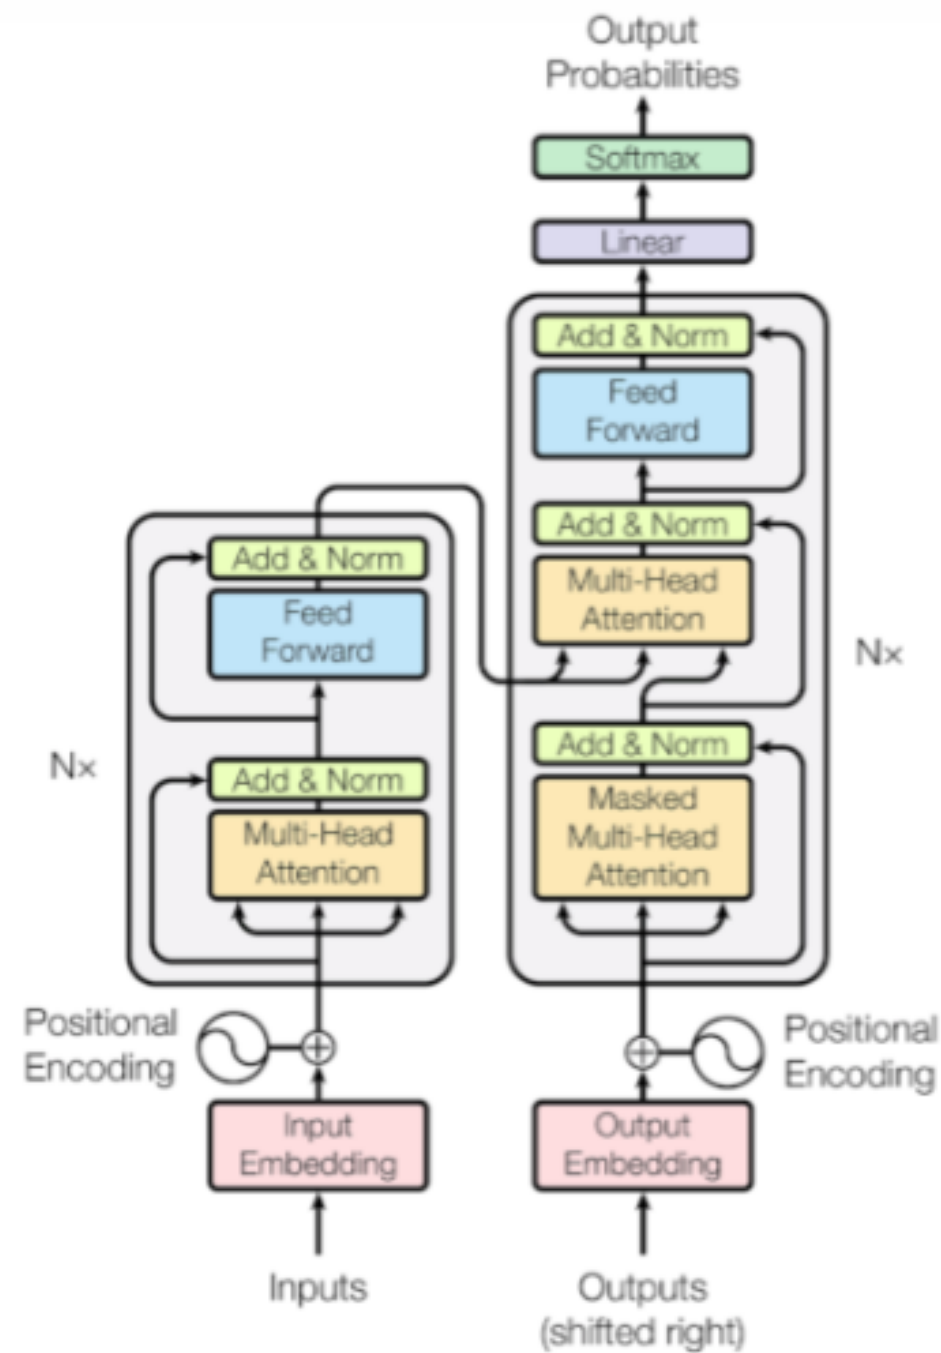 Output
Probabilities
Softmax
Linear
Add & Norm
Feed
Forward
Add & Norm
Multi-Head
Attention
Nx
Add & Norm
Masked
Multi-Head
Attention
Add & Norm
Feed
Forward
Nx
Add & Norm
Multi-Head
Attention
Positional
Encoding
Positional
Encoding
Input
Embedding
Output
Embedding
Inputs
Outputs
(shifted right)